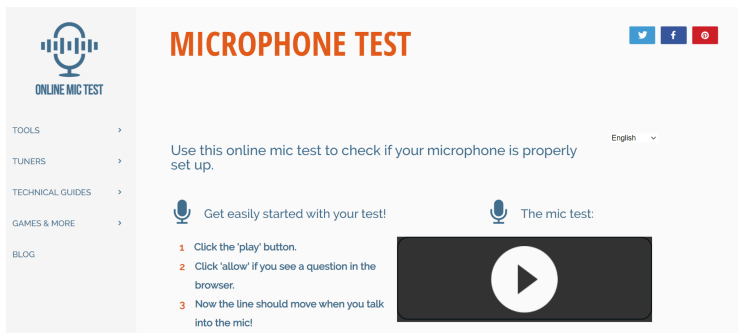 ONLINE MIC TEST
TOOLS
TUNERS
TECHNICAL GUIDES
GAMES & MORE
BLOG
MICROPHONE TEST
English
Use this online mic test to check if your microphone is properly
set up.
Get easily started with your test!
1 Click the 'play' button.
2 Click 'allow' if you see a question in the
browser.
3 Now the line should move when you talk
into the mic!
The mic test: